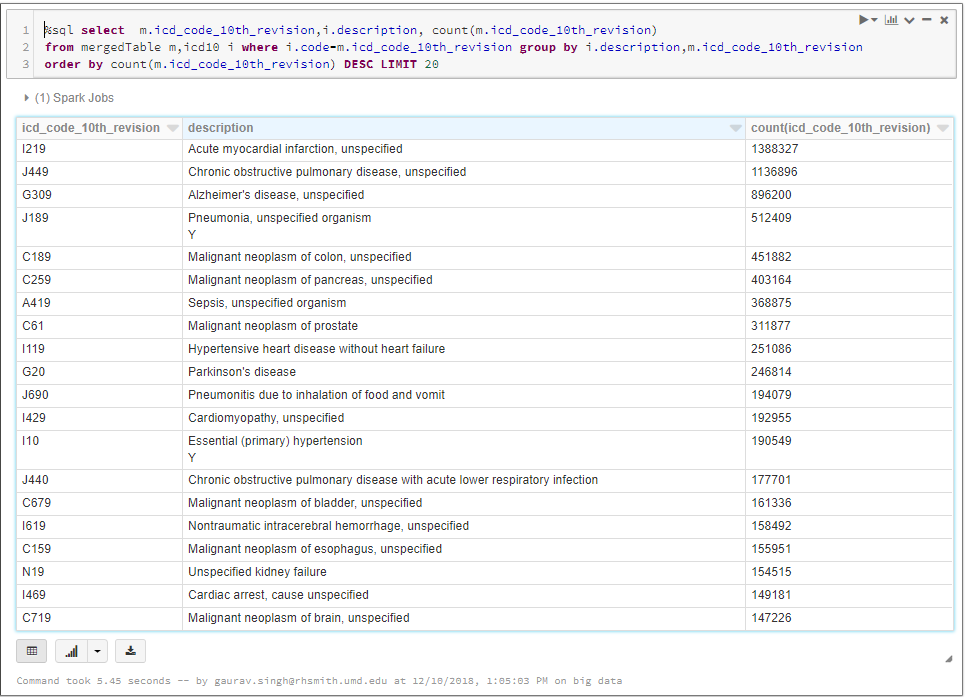 1 %sql select  m.icd_code_10th_revision,i.description, count(m.icd_code_10th_revision)
2 from mergedTable m,icd10 i where i.code=m.icd_code_10th_revision group by i.description,m.icd_code_10th_revision
3 order by count(m.icd_code_10th_revision) DESC LIMIT 20
(1) Spark Jobs
icd_code_10th_revision description count(icd_code_10th_revision)
I219 Acute myocardial infarction, unspecified 1388327
J449 Chronic obstructive pulmonary disease, unspecified 1136896
G309 Alzheimer's disease, unspecified 896200
J189 Pneumonia, unspecified organism 512409
Y
C189 Malignant neoplasm of colon, unspecified 451882
C259 Malignant neoplasm of pancreas, unspecified 403164
A419 Sepsis, unspecified organism 368875
C61 Malignant neoplasm of prostate 311877
I119 Hypertensive heart disease without heart failure 251086
G20 Parkinson's disease 246814
J690 Pneumonitis due to inhalation of food and vomit 194079
I429 Cardiomyopathy, unspecified 192955
I10 Essential (primary) hypertension 190549
Y
J440 Chronic obstructive pulmonary disease with acute lower respiratory infection 177701
C679 Malignant neoplasm of bladder, unspecified 161336
I619 Nontraumatic intracerebral hemorrhage, unspecified 158492
C159 Malignant neoplasm of esophagus, unspecified 155951
N19 Unspecified kidney failure 154515
I469 Cardiac arrest, cause unspecified 149181
C719 Malignant neoplasm of brain, unspecified 147226
Command took 5.45 seconds -- by gaurav.singh@rhsmith.umd.edu at 12/10/2018, 1:05:03 PM on big data